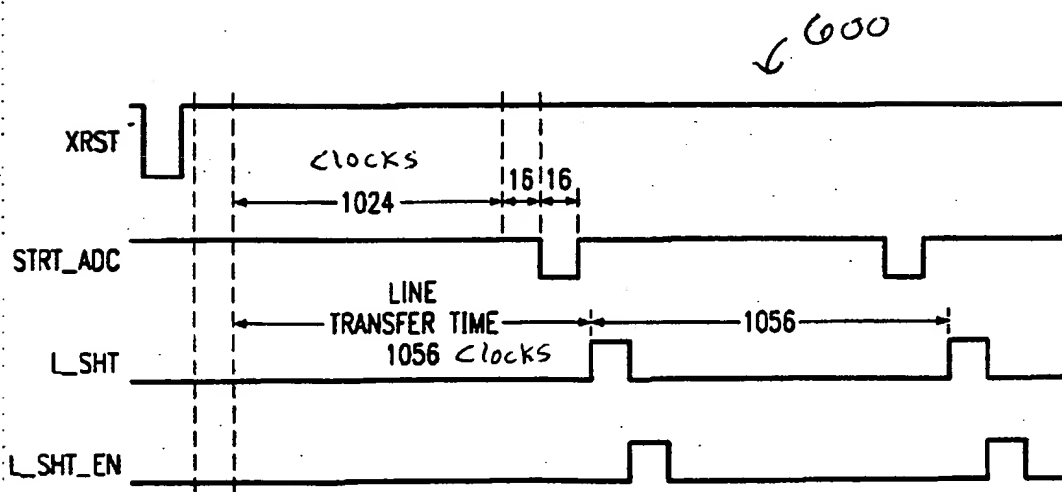 600
XRST
Clocks
1024
16 16
STRT_ADC
LINE
TRANSFER TIME
1056 Clocks
1056
L_SHT
L_SHT_EN